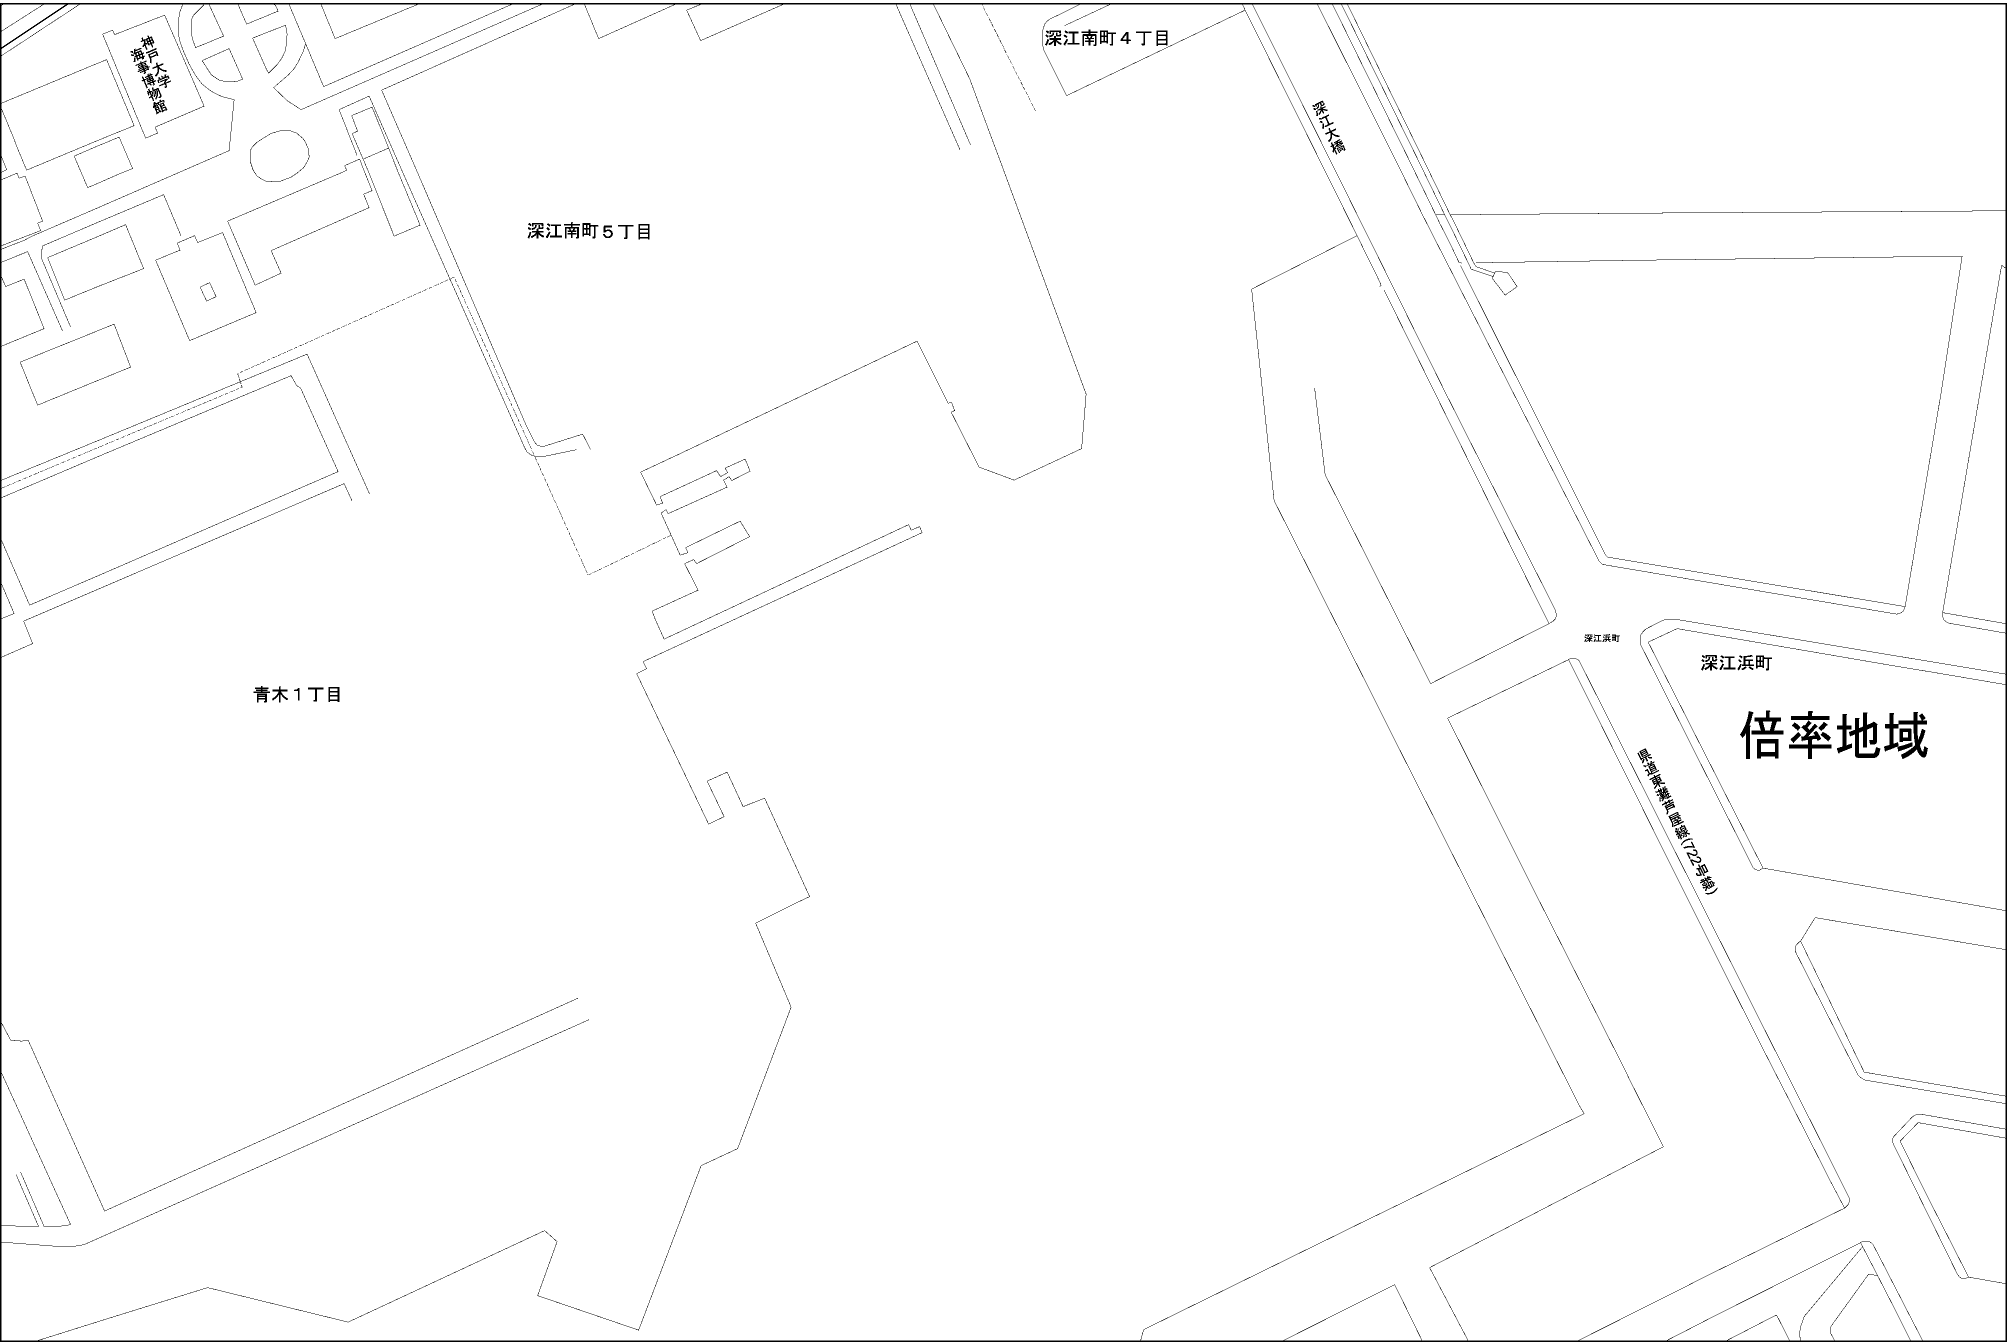 神戸大学
海事博物館
深江南町４丁目
深江大橋
深江南町５丁目
深江浜町
深江浜町
青木１丁目
倍率地域
県道東灘芦屋線(722号線)